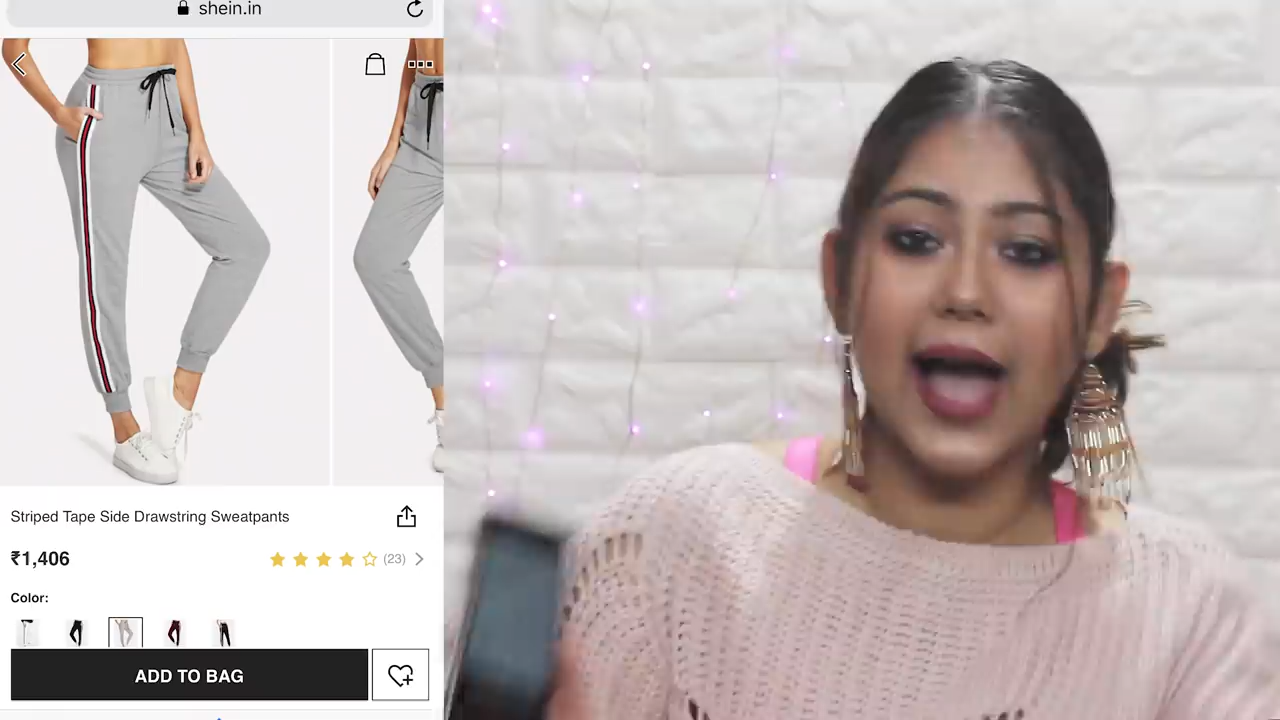 shein.in
Striped Tape Side Drawstring Sweatpants
₹1,406
(23)
Color:
ADD TO BAG